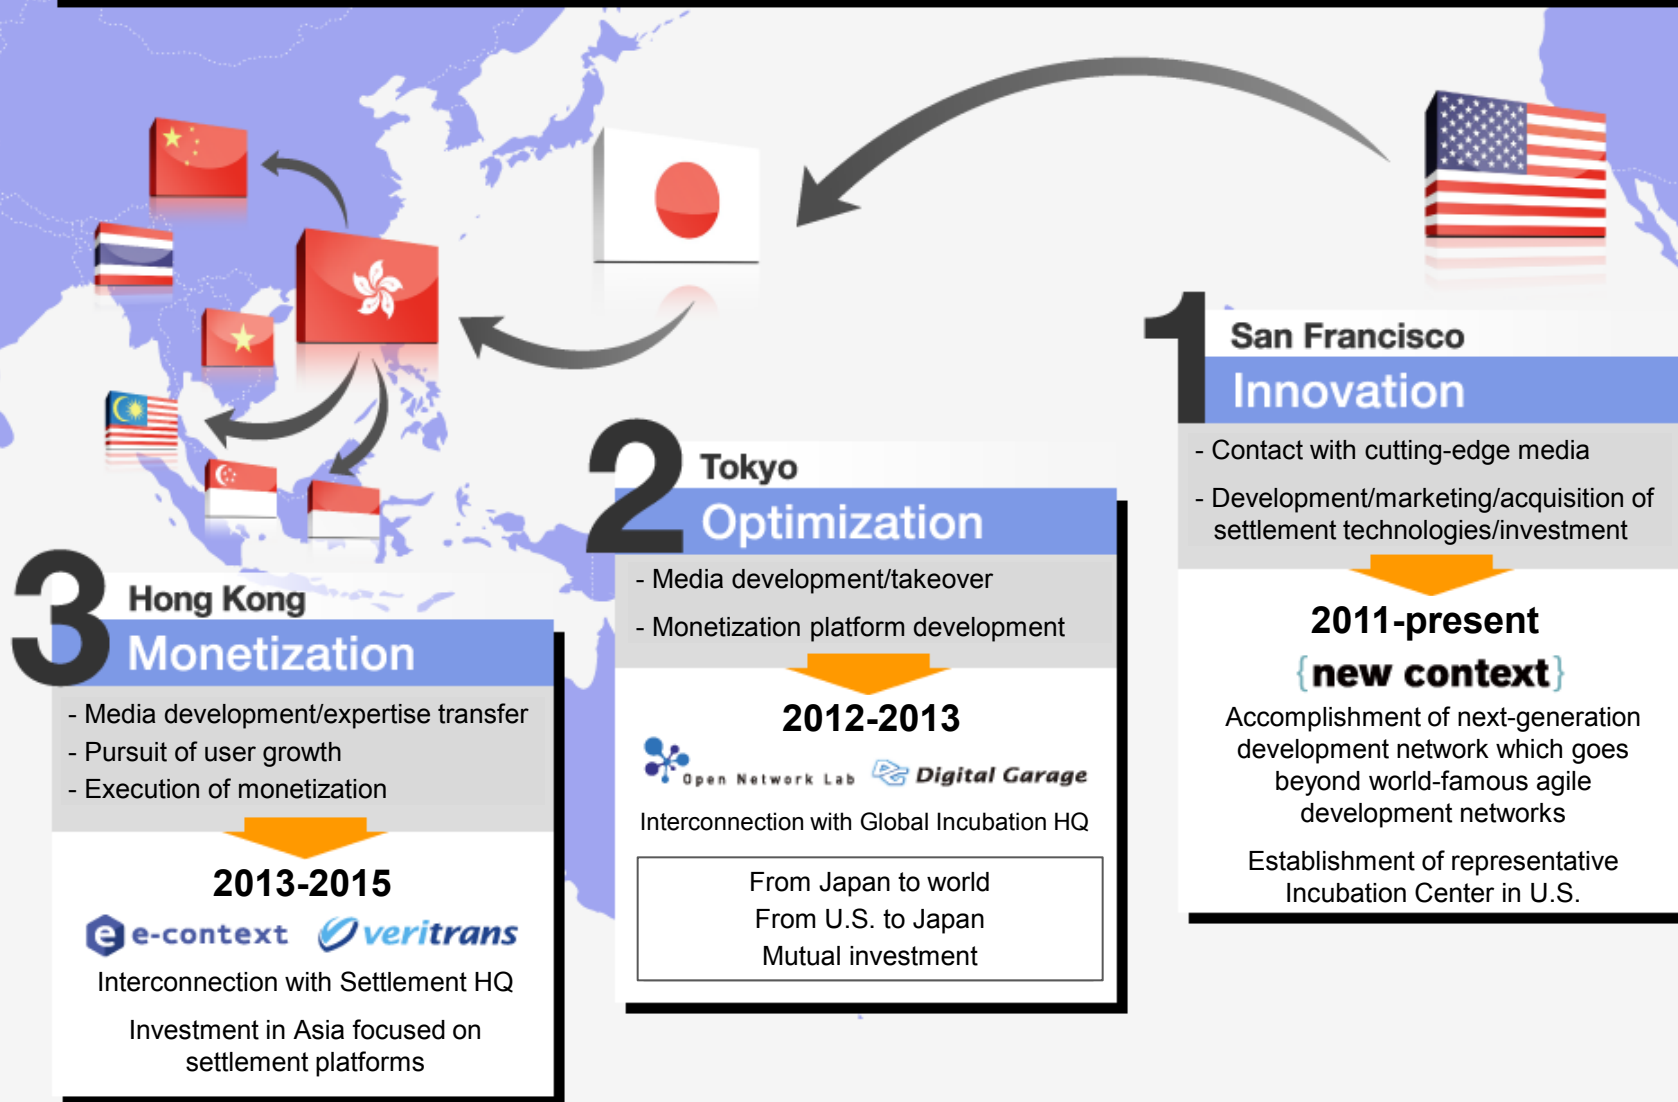 1
San Francisco
Innovation
- Contact with cutting-edge media
- Development/marketing/acquisition of
settlement technologies/investment
2011-present
{new context}
Accomplishment of next-generation
development network which goes
beyond world-famous agile
development networks
Establishment of representative
Incubation Center in U.S.
2
Tokyo
Optimization
- Media development/takeover
- Monetization platform development
2012-2013
Open Network Lab DG Digital Garage
Interconnection with Global Incubation HQ
From Japan to world
From U.S. to Japan
Mutual investment
3
Hong Kong
Monetization
- Media development/expertise transfer
- Pursuit of user growth
- Execution of monetization
2013-2015
e e-context veritrans
Interconnection with Settlement HQ
Investment in Asia focused on
settlement platforms